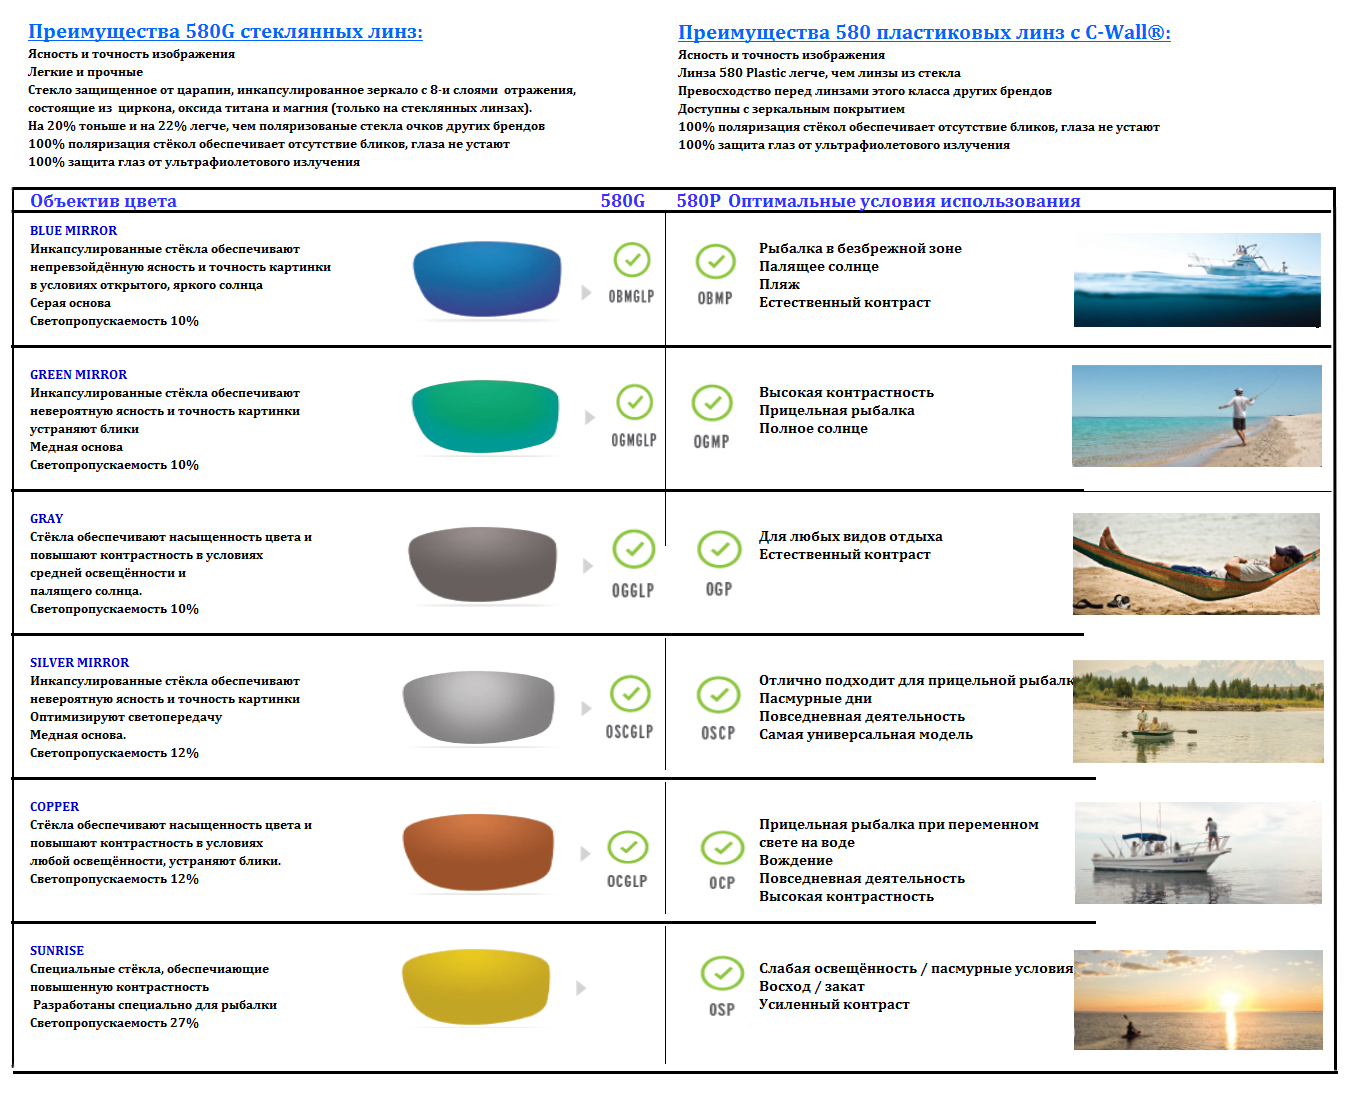 Преимущества 580G стеклянных линз:
Ясность и точность изображения
Легкие и прочные
Стекло защищенное от царапин, инкапсулированное зеркало с 8-и слоями отражения,
состоящие из циркона, оксида титана и магния (только на стеклянных линзах).
На 20% тоньше и на 22% легче, чем поляризованые стекла очков других брендов
100% поляризация стёкол обеспечивает отсутствие бликов, глаза не устают
100% защита глаз от ультрафиолетового излучения
Преимущества 580 пластиковых линз с C-Wall®:
Ясность и точность изображения
Линза 580 Plastic легче, чем линзы из стекла
Превосходство перед линзами этого класса других брендов
Доступны с зеркальным покрытием
100% поляризация стёкол обеспечивает отсутствие бликов, глаза не устают
100% защита глаз от ультрафиолетового излучения
Объектив цвета 580G 580P Оптимальные условия использования
BLUE MIRROR
Инкапсулированные стёкла обеспечивают
непревзойдённую ясность и точность картинки
в условиях открытого, яркого солнца
Серая основа
Светопропускаемость 10%
OBMGLP
OBMP
Рыбалка в безбрежной зоне
Палящее солнце
Пляж
Естественный контраст
GREEN MIRROR
Инкапсулированные стёкла обеспечивают
невероятную ясность и точность картинки
устраняют блики
Медная основа
Светопропускаемость 10%
OGMGLP
OGMP
Высокая контрастность
Прицельная рыбалка
Полное солнце
GRAY
Стёкла обеспечивают насыщенность цвета и
повышают контрастность в условиях
средней освещённости и
палящего солнца.
Светопропускаемость 10%
OGGLP
OGP
Для любых видов отдыха
Естественный контраст
SILVER MIRROR
Инкапсулированные стёкла обеспечивают
невероятную ясность и точность картинки
Оптимизируют светопередачу
Медная основа.
Светопропускаемость 12%
OSCGLP
OSCP
Отлично подходит для прицельной рыбалк
Пасмурные дни
Повседневная деятельность
Самая универсальная модель
COPPER
Стёкла обеспечивают насыщенность цвета и
повышают контрастность в условиях
любой освещённости, устраняют блики.
Светопропускаемость 12%
OCGLP
OCP
Прицельная рыбалка при переменном
свете на воде
Вождение
Повседневная деятельность
Высокая контрастность
SUNRISE
Специальные стёкла, обеспечиающие
повышенную контрастность
Разработаны специально для рыбалки
Светопропускаемость 27%
OSP
Слабая освещённость / пасмурные условия
Восход / закат
Усиленный контраст